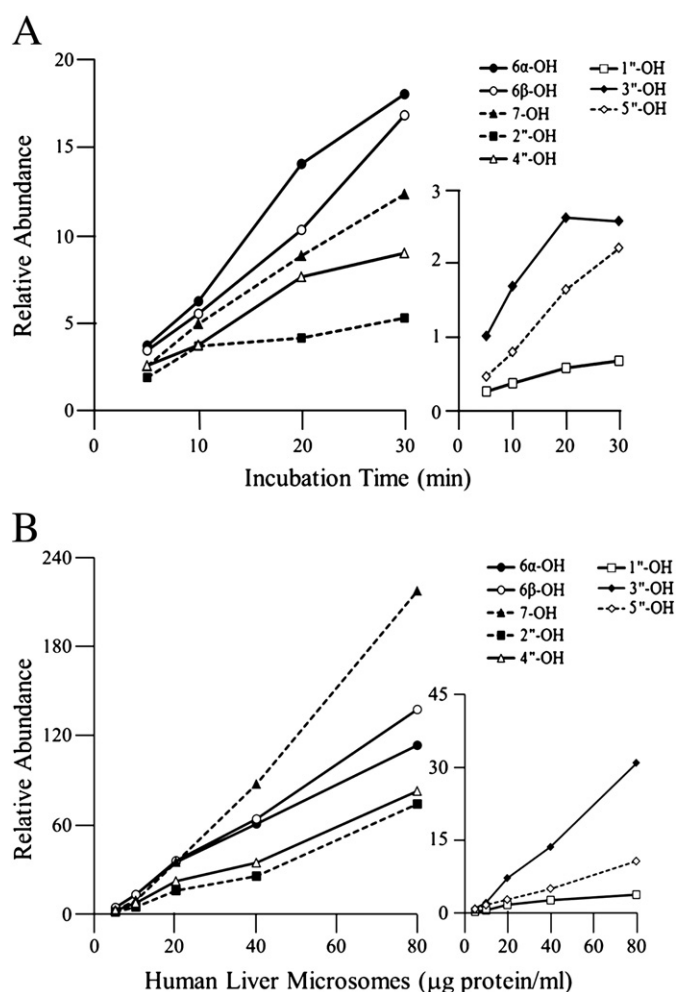 A
20
15
10
5
0
Relative Abundance
6α-OH
6β-OH
7-OH
2"-OH
4"-OH
1"-OH
3"-OH
5"-OH
3
2
1
0
0 10 20 30
0 10 20 30
Incubation Time (min)
B
240
180
120
60
0
Relative Abundance
6α-OH
6β-OH
7-OH
2"-OH
4"-OH
1"-OH
3"-OH
5"-OH
45
30
15
0
0 20 40 60 80
0 20 40 60 80
Human Liver Microsomes (μg protein/ml)